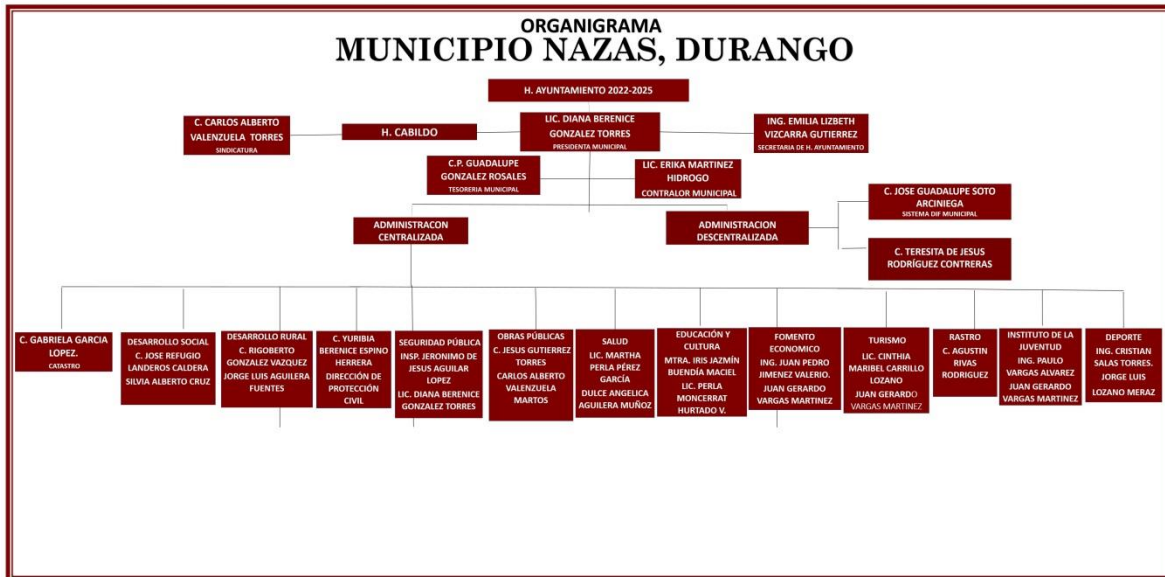 ORGANIGRAMA
MUNICIPIO NAZAS, DURANGO
H. AYUNTAMIENTO 2022-2025
C. CARLOS ALBERTO
VALENZUELA TORRES
SINDICATURA
H. CABILDO
LIC. DIANA BERENICE
GONZALEZ TORRES
PRESIDENTA MUNICIPAL
ING. EMILIA LIZBETH
VIZCARRA GUTIERREZ
SECRETARIA DE H. AYUNTAMIENTO
C.P. GUADALUPE
GONZALEZ ROSALES
TESORERIA MUNICIPAL
LIC. ERIKA MARTINEZ
HIDROGO
CONTRALOR MUNICIPAL
C. JOSE GUADALUPE SOTO
ARCINIEGA
SISTEMA DIF MUNICIPAL
ADMINISTRACON
CENTRALIZADA
ADMINISTRACION
DESCENTRALIZADA
C. TERESITA DE JESUS
RODRÍGUEZ CONTRERAS
C. GABRIELA GARCIA
LOPEZ.
CATASTRO
DESARROLLO SOCIAL
C. JOSE REFUGIO
LANDEROS CALDERA
SILVIA ALBERTO CRUZ
DESARROLLO RURAL
C. RIGOBERTO
GONZALEZ VAZQUEZ
JORGE LUIS AGUILERA
FUENTES
C. YURIBIA
BERENICE ESPINO
HERRERA
DIRECCIÓN DE
PROTECCIÓN
CIVIL
SEGURIDAD PÚBLICA
INSP. JERONIMO DE
JESUS AGUILAR
LOPEZ
LIC. DIANA BERENICE
GONZALEZ TORRES
OBRAS PÚBLICAS
C. JESUS GUTIERREZ
TORRES
CARLOS ALBERTO
VALENZUELA
MARTOS
SALUD
LIC. MARTHA
PERLA PÉREZ
GARCÍA
DULCE ANGELICA
AGUILERA MUÑOZ
EDUCACIÓN Y
CULTURA
MTRA. IRIS JAZMÍN
BUENDÍA MACIEL
LIC. PERLA
MONCERRAT
HURTADO V.
FOMENTO
ECONOMICO
ING. JUAN PEDRO
JIMENEZ VALERIO.
JUAN GERARDO
VARGAS MARTINEZ
TURISMO
LIC. CINTHIA
MARIBEL CARRILLO
LOZANO
JUAN GERARDO
VARGAS MARTINEZ
RASTRO
C. AGUSTIN
RIVAS
RODRIGUEZ
INSTITUTO DE LA
JUVENTUD
ING. PAULO
VARGAS ALVAREZ
JUAN GERARDO
VARGAS MARTINEZ
DEPORTE
ING. CRISTIAN
SALAS TORRES.
JORGE LUIS
LOZANO MERAZ